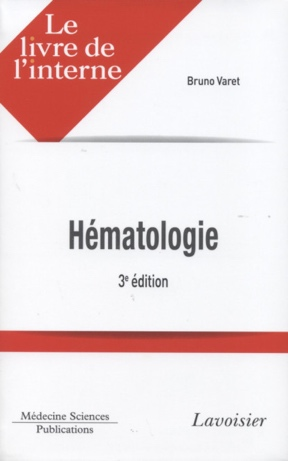 Le
livre de
l'interne
Bruno Varet
Hématologie
3e édition
Médecine Sciences
Publications
Lavoisier